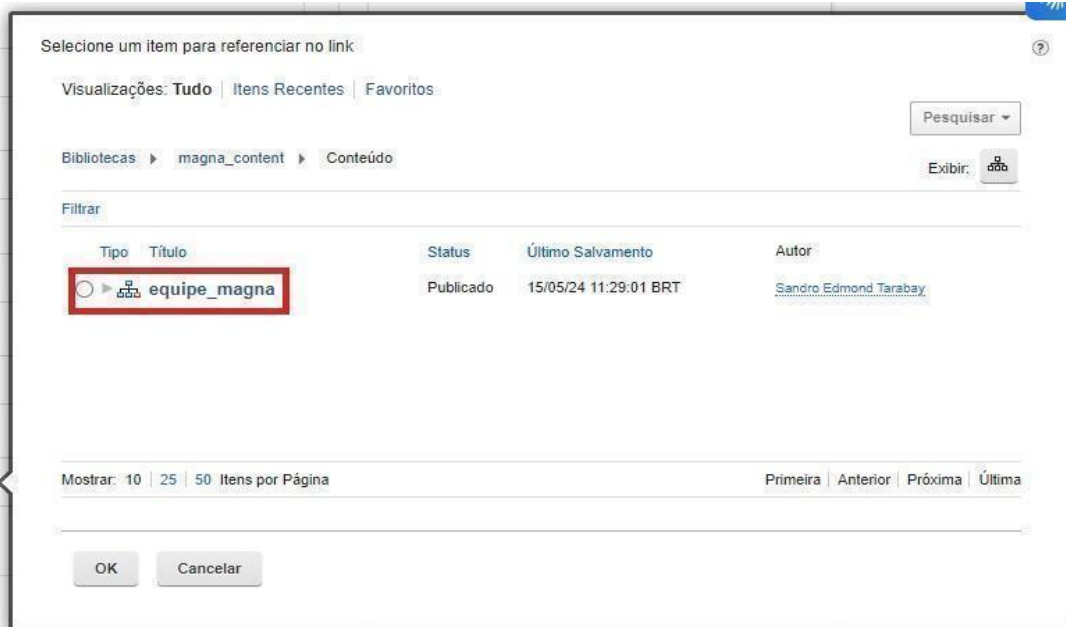 Selecione um item para referenciar no link
?
Visualizações: Tudo | Itens Recentes | Favoritos
Pesquisar
Bibliotecas magna_content Conteúdo
Exibir:
Filtrar
Tipo Título Status Último Salvamento Autor
equipe_magna Publicado 15/05/24 11:29:01 BRT Sandro Edmond Tarabay
Mostrar: 10 | 25 | 50 Itens por Página Primeira | Anterior | Próxima | Última
OK Cancelar